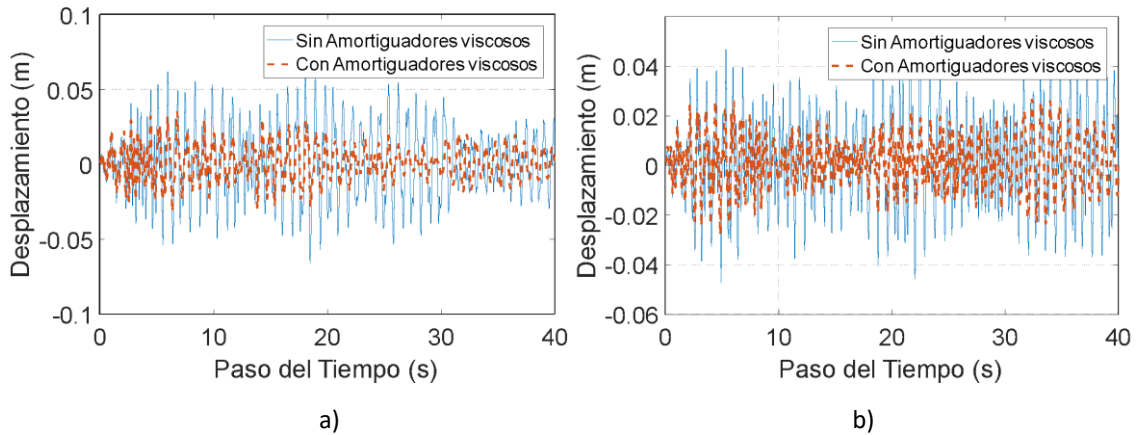 0.1
0.05
0
-0.05
-0.1
Desplazamiento (m)
Sin Amortiguadores viscosos
Con Amortiguadores viscosos
0 10 20 30 40
Paso del Tiempo (s)
a)
0.04
0.02
0
-0.02
-0.04
-0.06
Desplazamiento (m)
Sin Amortiguadores viscosos
Con Amortiguadores viscosos
0 10 20 30 40
Paso del Tiempo (s)
b)